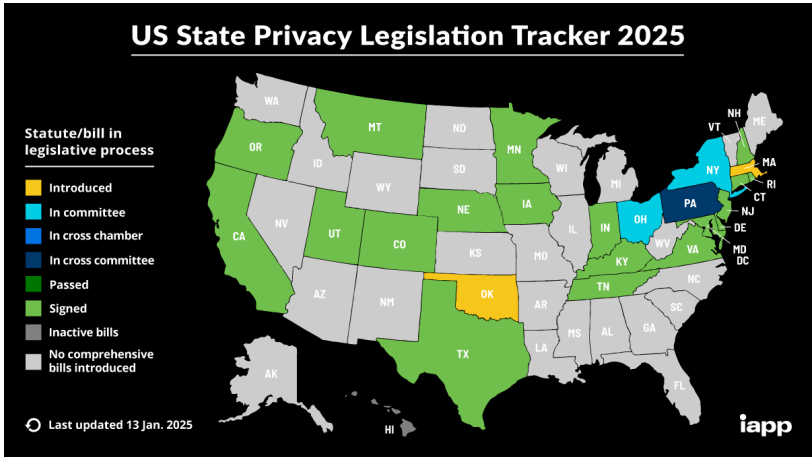 US State Privacy Legislation Tracker 2025
Statute/bill in
legislative process
Introduced
In committee
In cross chamber
In cross committee
Passed
Signed
Inactive bills
No comprehensive
bills introduced
Last updated 13 Jan. 2025
WA
MT
ND
MN
OR
ID
SD
WI
MI
WY
NV
NE
IA
CA
UT
CO
KS
MO
IL
IN
OH
PA
NY
VT
NH
ME
MA
RI
CT
NJ
DE
MD
DC
WV
VA
KY
TN
NC
SC
AZ
NM
OK
AR
MS
AL
GA
LA
TX
FL
AK
HI
iapp